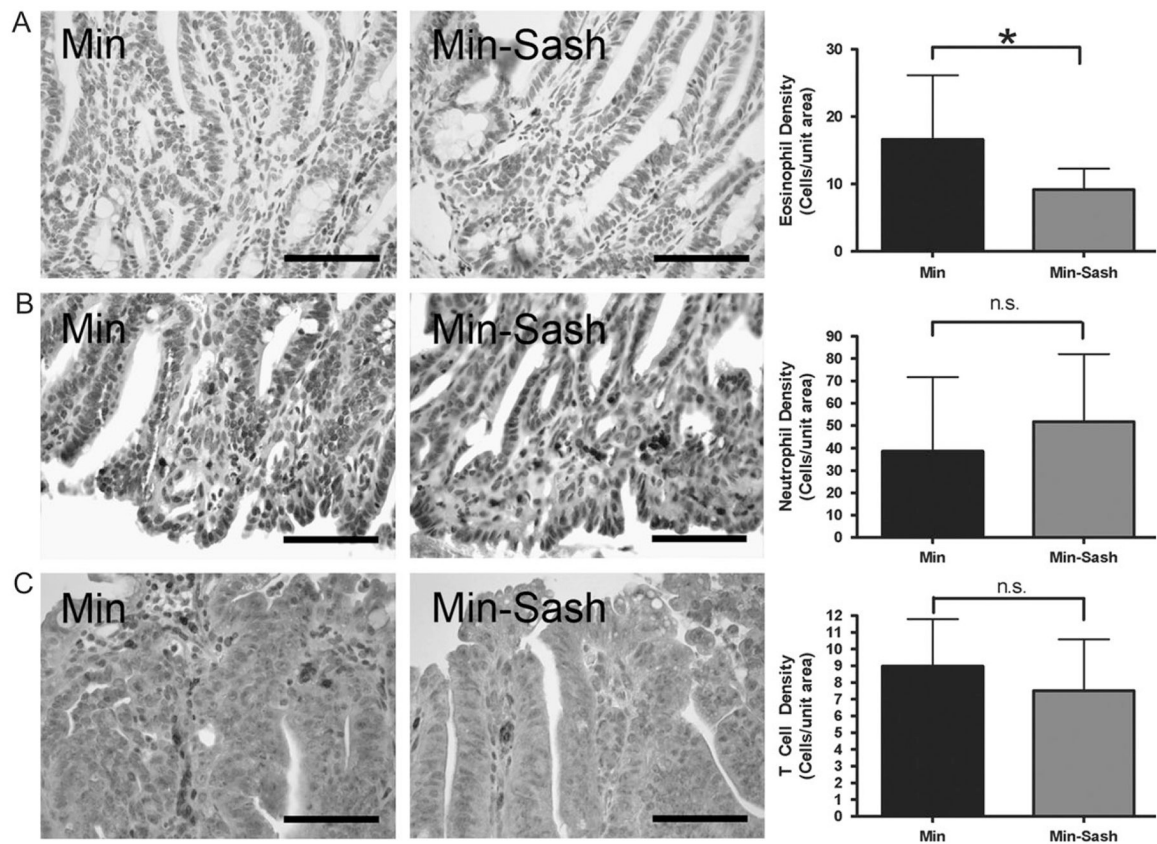 A
Min
Min-Sash
*
Eosinophil Density
(Cells/unit area)
30
20
10
0
Min
Min-Sash
B
Min
Min-Sash
n.s.
Neutrophil Density
(Cells/unit area)
90
80
70
60
50
40
30
20
10
0
Min
Min-Sash
C
Min
Min-Sash
n.s.
T Cell Density
(Cells/unit area)
12
11
10
9
8
7
6
5
4
3
2
1
0
Min
Min-Sash